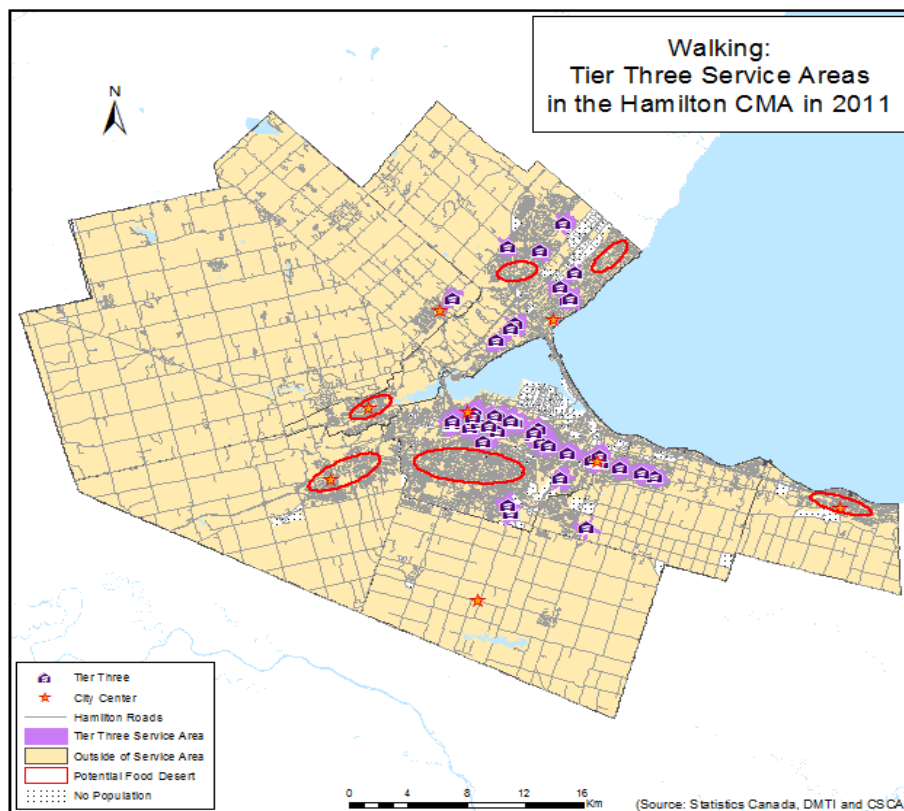 Walking:
Tier Three Service Areas
in the Hamilton CMA in 2011
N
Tier Three
City Center
Hamilton Roads
Tier Three Service Area
Outside of Service Area
Potential Food Desert
No Population
0 2 4 8 12 16
Km
(Source: Statistics Canada, DMTI and CSCA